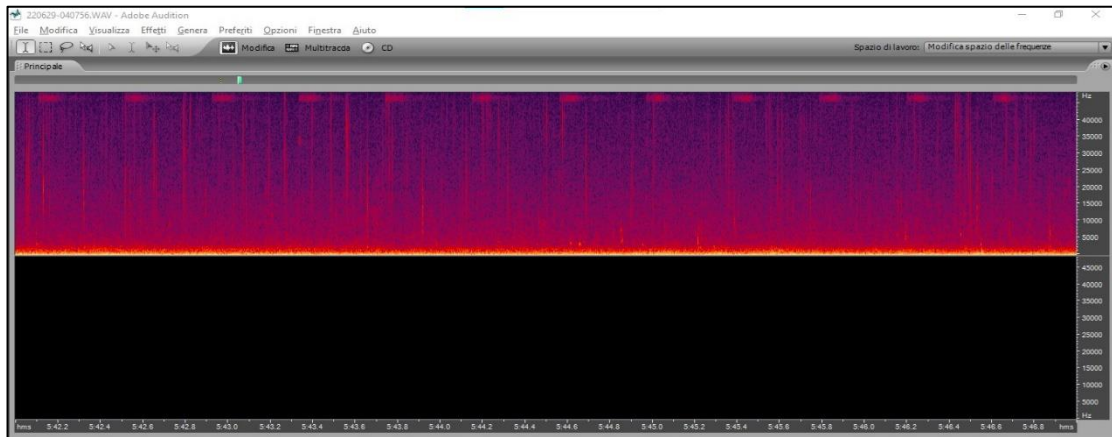 220629-040756.WAV - Adobe Audition
File Modifica Visualizza Effetti Genera Preferiti Opzioni Finestra Aiuto
Modifica Multitracda CD Spazio di lavoro: Modifica spazio delle frequenze
Principale
Hz
40000
35000
30000
25000
20000
15000
10000
5000
45000
40000
35000
30000
25000
20000
15000
10000
5000
Hz
hms 5:42.2 5:42.4 5:42.6 5:42.8 5:43.0 5:43.2 5:43.4 5:43.6 5:43.8 5:44.0 5:44.2 5:44.4 5:44.6 5:44.8 5:45.0 5:45.2 5:45.4 5:45.6 5:45.8 5:46.0 5:46.2 5:46.4 5:46.6 5:46.8 hms